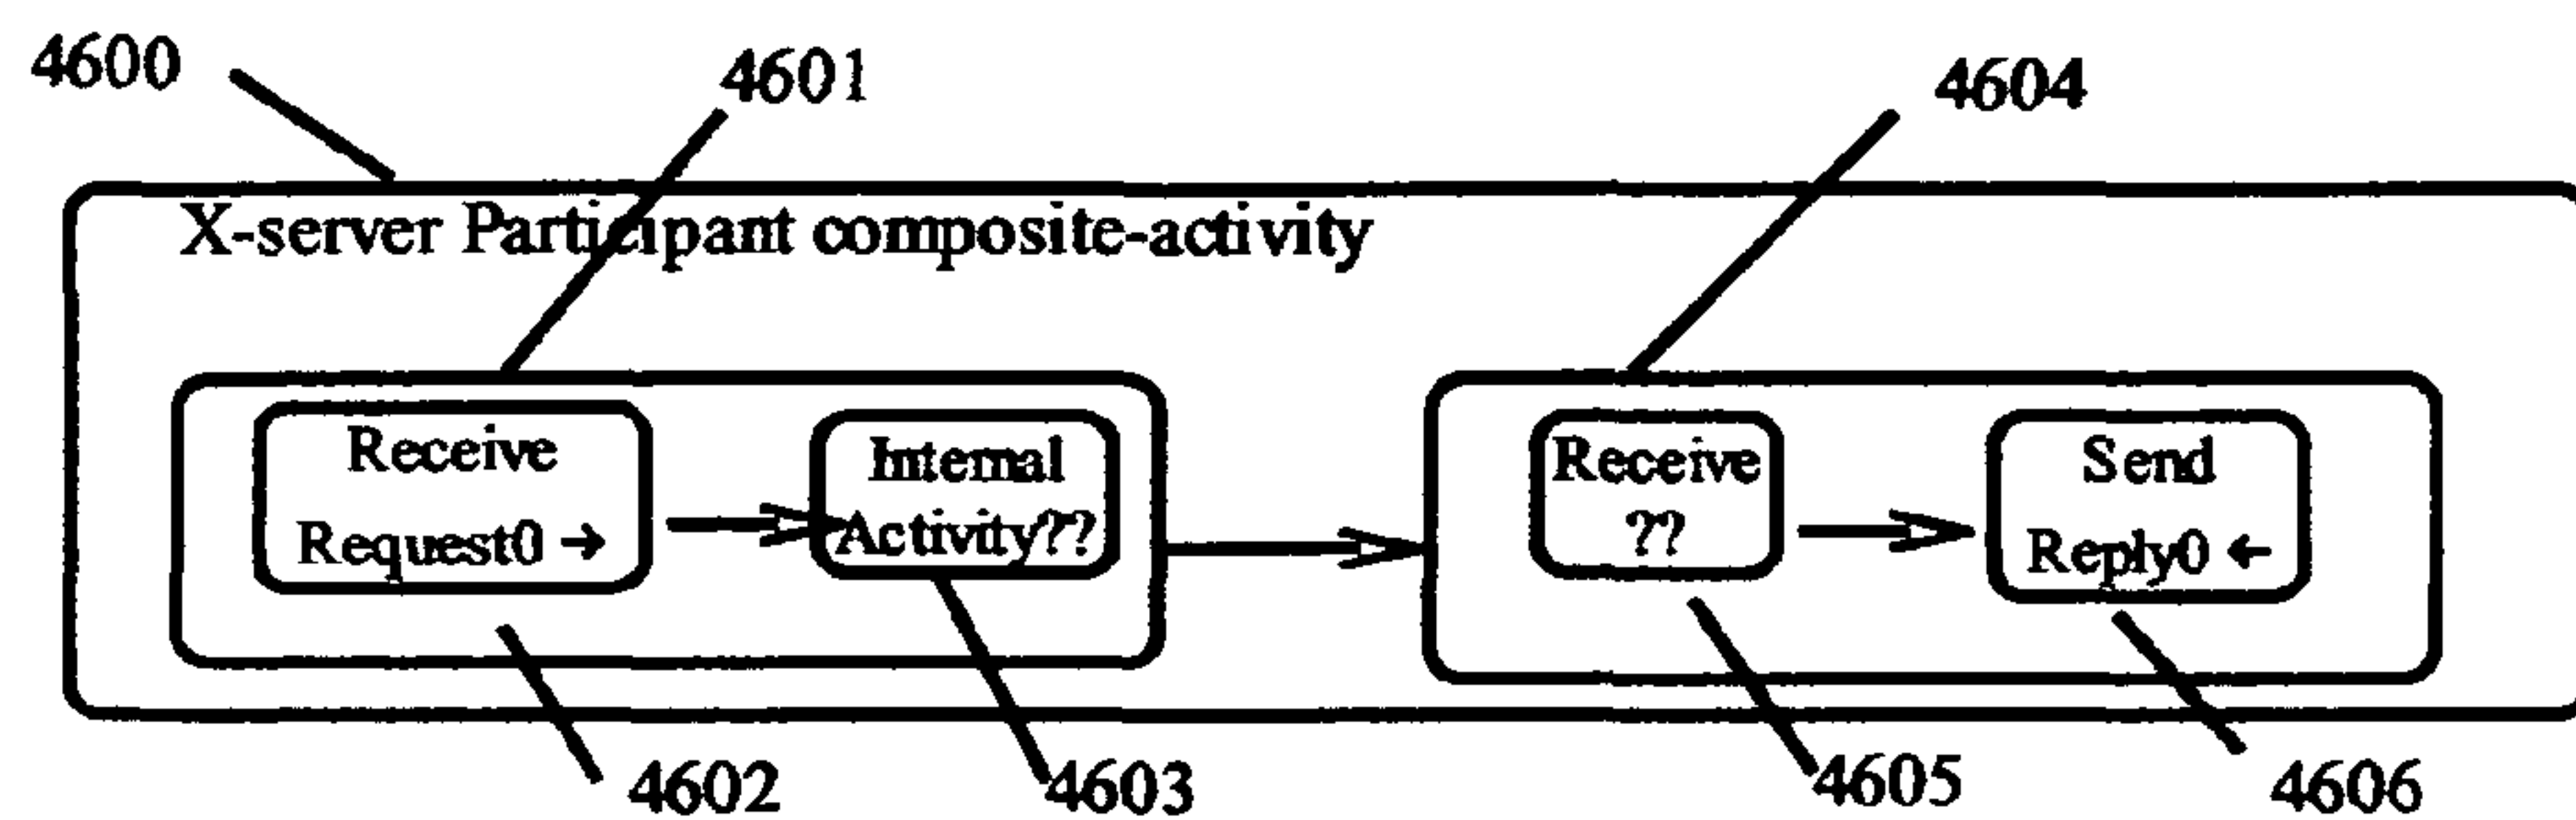 4600
4601
4604
X-server Participant composite-activity
Receive
Request0 →
Internal
Activity??
Receive
??
Send
Reply0 ←
4602
4603
4605
4606